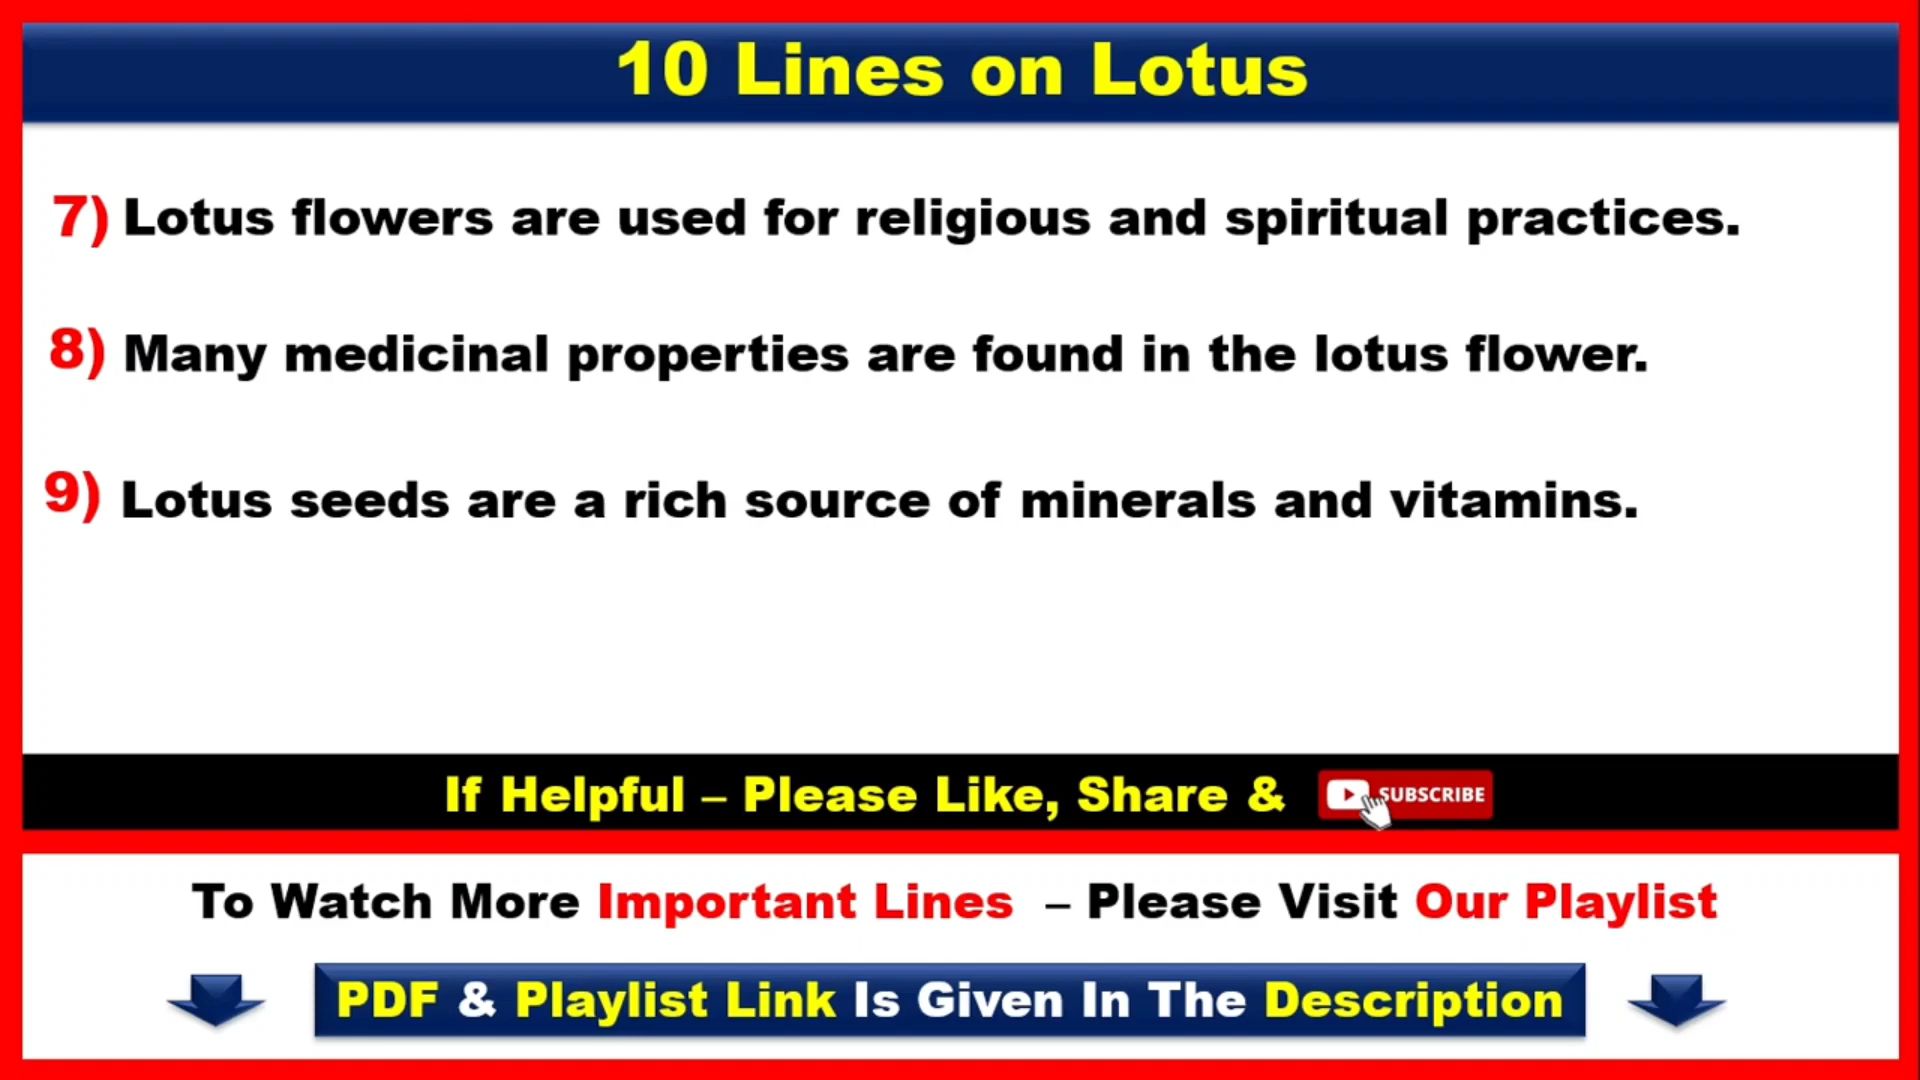 10 Lines on Lotus
7) Lotus flowers are used for religious and spiritual practices.
8) Many medicinal properties are found in the lotus flower.
9) Lotus seeds are a rich source of minerals and vitamins.
If Helpful – Please Like, Share & SUBSCRIBE
To Watch More Important Lines – Please Visit Our Playlist
PDF & Playlist Link Is Given In The Description